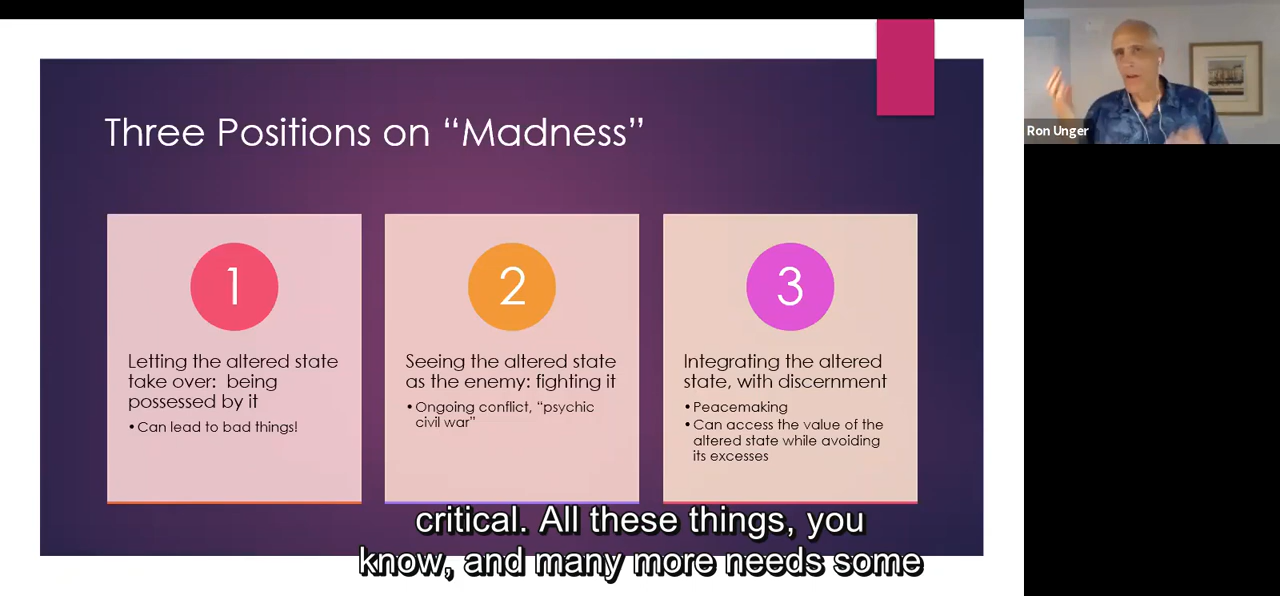 Three Positions on “Madness”
1
Letting the altered state
take over: being
possessed by it
• Can lead to bad things!
2
Seeing the altered state
as the enemy: fighting it
• Ongoing conflict, “psychic
civil war”
3
Integrating the altered
state, with discernment
• Peacemaking
• Can access the value of the
altered state while avoiding
its excesses
critical. All these things, you
know, and many more needs some
Ron Unger